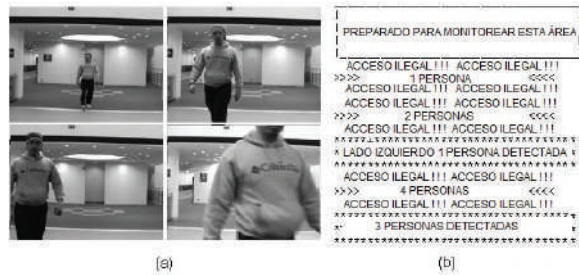 PREPARADO PARA MONITOREAR ESTA ÁREA
ACCESO ILEGAL!!! ACCESO ILEGAL!!!
>>>> 1 PERSONA <<<<
ACCESO ILEGAL!!! ACCESO ILEGAL!!!
ACCESO ILEGAL!!! ACCESO ILEGAL!!!
>>>> 2 PERSONAS <<<<
ACCESO ILEGAL!!! ACCESO ILEGAL!!!
LADO IZQUIERDO 1 PERSONA DETECTADA
ACCESO ILEGAL!!! ACCESO ILEGAL!!!
>>>> 4 PERSONAS <<<<
ACCESO ILEGAL!!! ACCESO ILEGAL!!!
3 PERSONAS DETECTADAS
(a) (b)